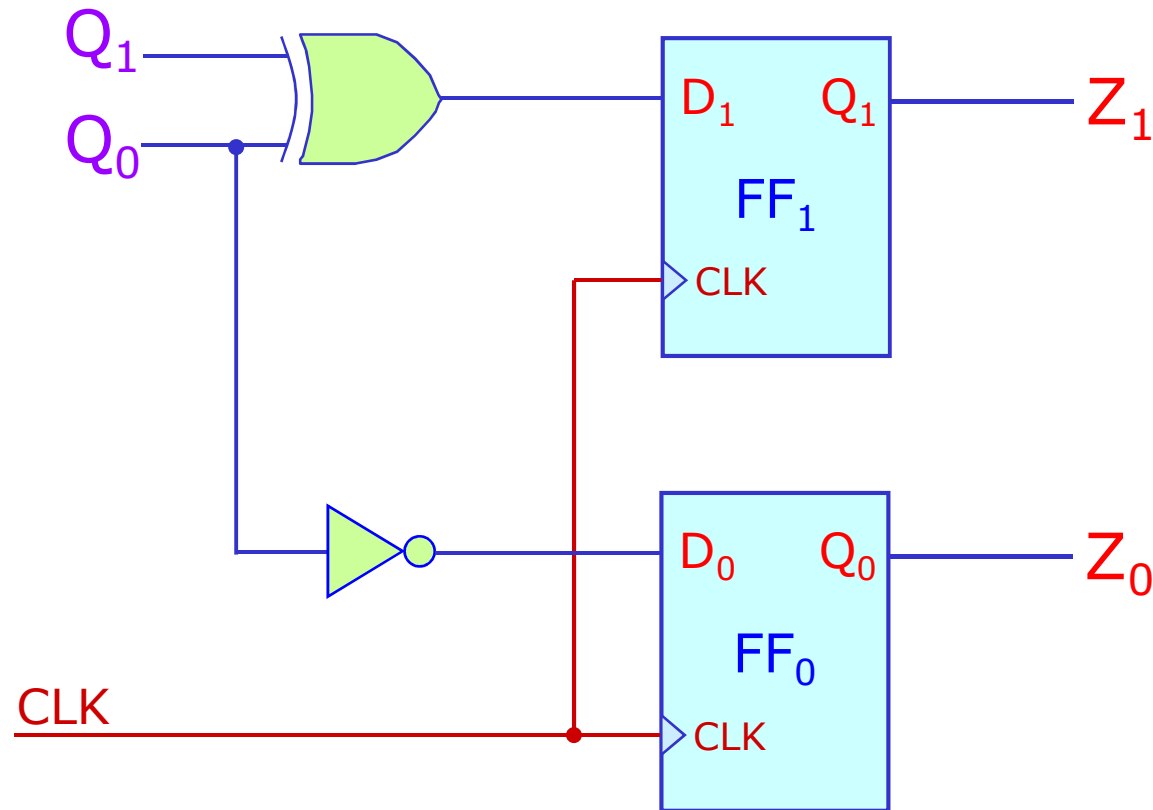 Q₁
Q₀
D₁ Q₁
Z₁
FF₁
CLK
D₀ Q₀
Z₀
FF₀
CLK
CLK